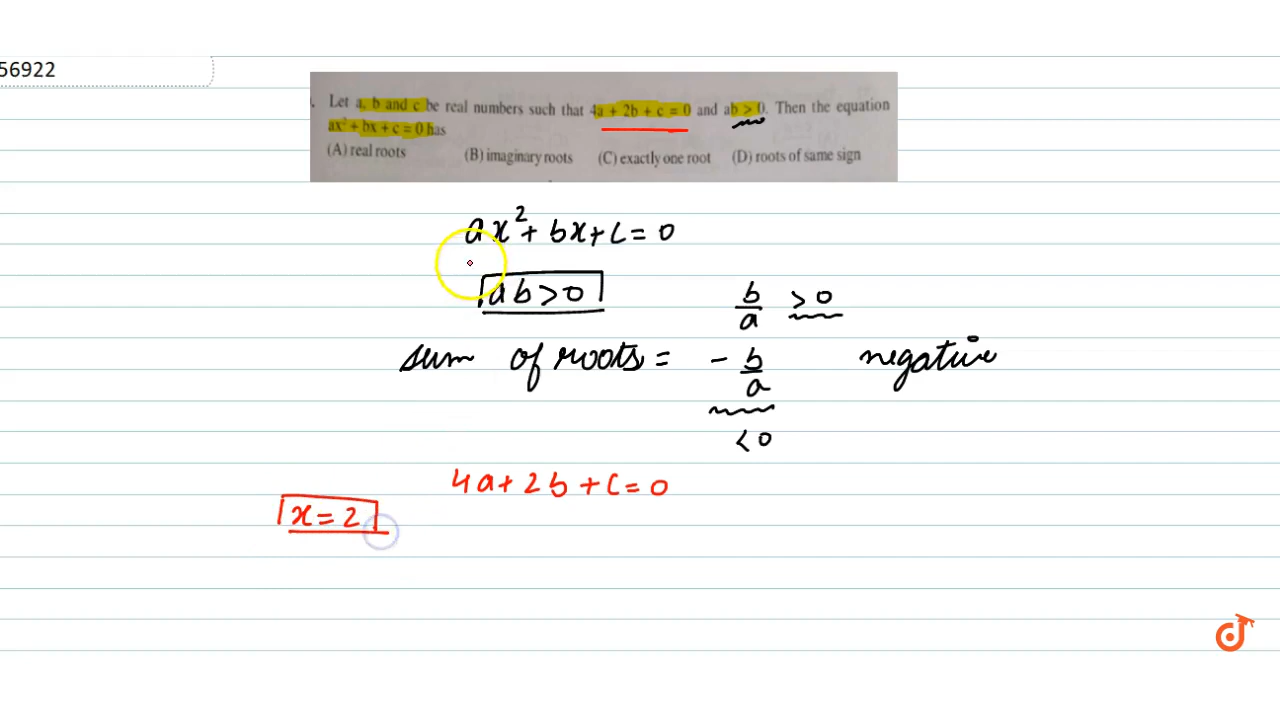 56922
. Let a, b and c be real numbers such that 4a + 2b + c = 0 and ab > 0. Then the equation
ax² + bx + c = 0 has
(A) real roots (B) imaginary roots (C) exactly one root (D) roots of same sign
ax² + bx + c = 0
ab > 0
b/a > 0
sum of roots = - b/a negative
< 0
4a + 2b + c = 0
x = 2